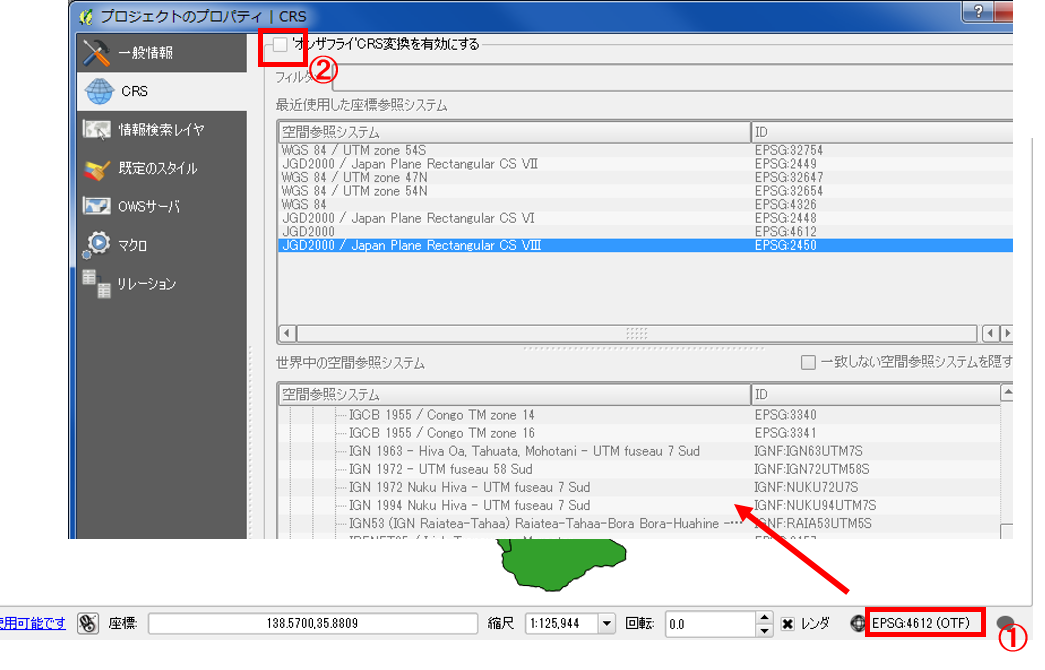 プロジェクトのプロパティ | CRS
?
一般情報
CRS
情報検索レイヤ
既定のスタイル
OWSサーバ
マクロ
リレーション
'オンザフライ'CRS変換を有効にする
②
フィルタ
最近使用した座標参照システム
空間参照システム ID
WGS 84 / UTM zone 54S EPSG:32754
JGD2000 / Japan Plane Rectangular CS VII EPSG:2449
WGS 84 / UTM zone 47N EPSG:32647
WGS 84 / UTM zone 54N EPSG:32654
WGS 84 EPSG:4326
JGD2000 / Japan Plane Rectangular CS VI EPSG:2448
JGD2000 EPSG:4612
JGD2000 / Japan Plane Rectangular CS VIII EPSG:2450
世界中の空間参照システム 一致しない空間参照システムを隠す
空間参照システム ID
IGCB 1955 / Congo TM zone 14 EPSG:3340
IGCB 1955 / Congo TM zone 16 EPSG:3341
IGN 1963 - Hiva Oa, Tahuata, Mohotani - UTM fuseau 7 Sud IGNF:IGN63UTM7S
IGN 1972 - UTM fuseau 58 Sud IGNF:IGN72UTM58S
IGN 1972 Nuku Hiva - UTM fuseau 7 Sud IGNF:NUKU72U7S
IGN 1994 Nuku Hiva - UTM fuseau 7 Sud IGNF:NUKU94UTM7S
IGN53 (IGN Raiatea-Tahaa) Raiatea-Tahaa-Bora Bora-Huahine -… IGNF:RAIA53UTM5S
使用可能です 座標: 138.5700,35.8809 縮尺 1:125,944 回転: 0.0 レンダ EPSG:4612 (OTF)
①